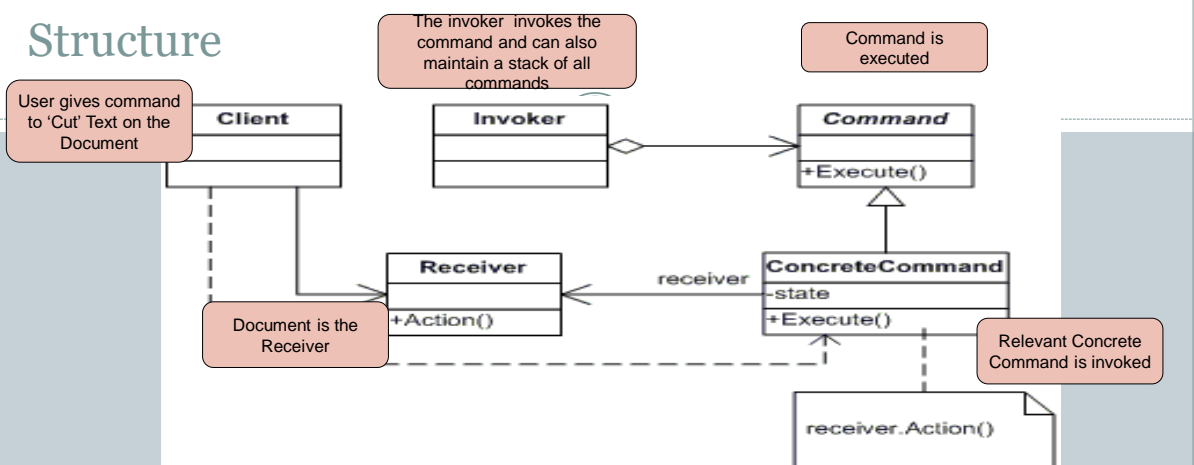 Structure
The invoker invokes the
command and can also
maintain a stack of all
commands
Command is
executed
User gives command
to ‘Cut’ Text on the
Document
Client
Invoker
Command
+Execute()
Receiver
+Action()
receiver
ConcreteCommand
-state
+Execute()
Document is the
Receiver
Relevant Concrete
Command is invoked
receiver.Action()